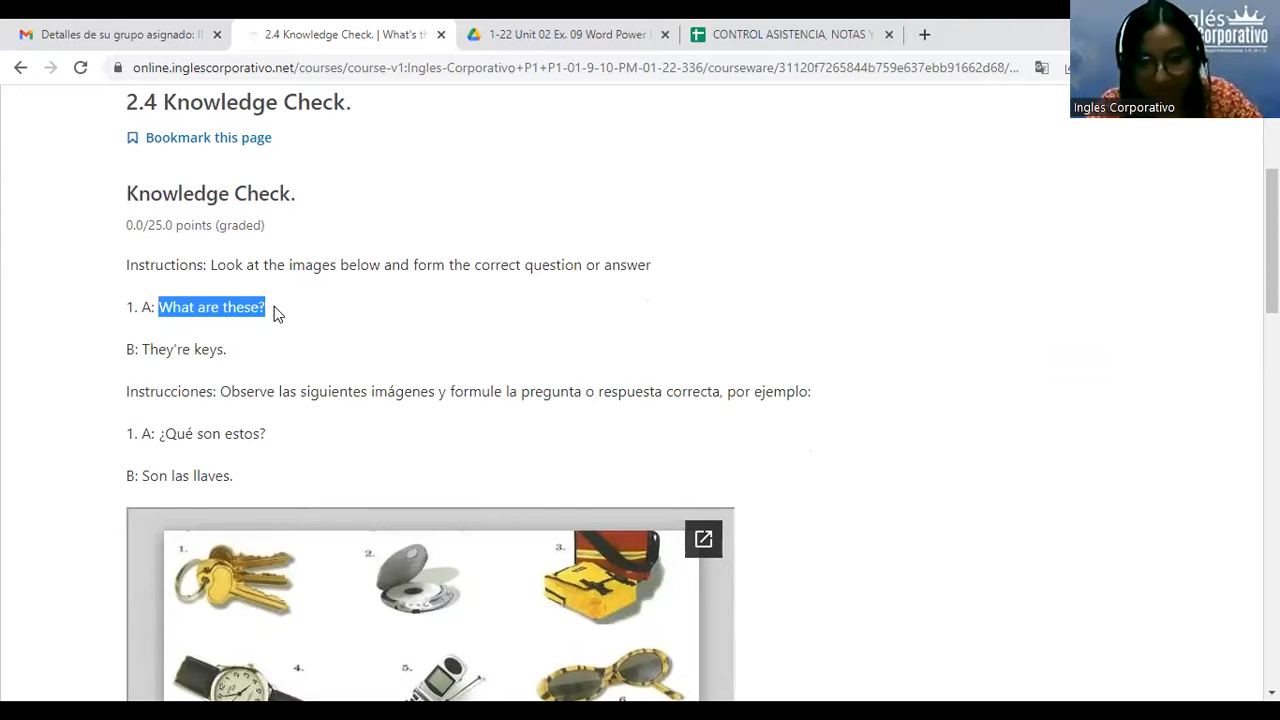 Detalles de su grupo asignado: I
2.4 Knowledge Check. | What's th
1-22 Unit 02 Ex. 09 Word Power
CONTROL ASISTENCIA, NOTAS Y
online.inglescorporativo.net/courses/course-v1:Ingles-Corporativo+P1+P1-01-9-10-PM-01-22-336/courseware/31120f7265844b759e637ebb91662d68/...
Inglés
Corporativo
Ingles Corporativo
2.4 Knowledge Check.
Bookmark this page
Knowledge Check.
0.0/25.0 points (graded)
Instructions: Look at the images below and form the correct question or answer
1. A: What are these?
B: They're keys.
Instrucciones: Observe las siguientes imágenes y formule la pregunta o respuesta correcta, por ejemplo:
1. A: ¿Qué son estos?
B: Son las llaves.
1.
2.
3.
4.
5.